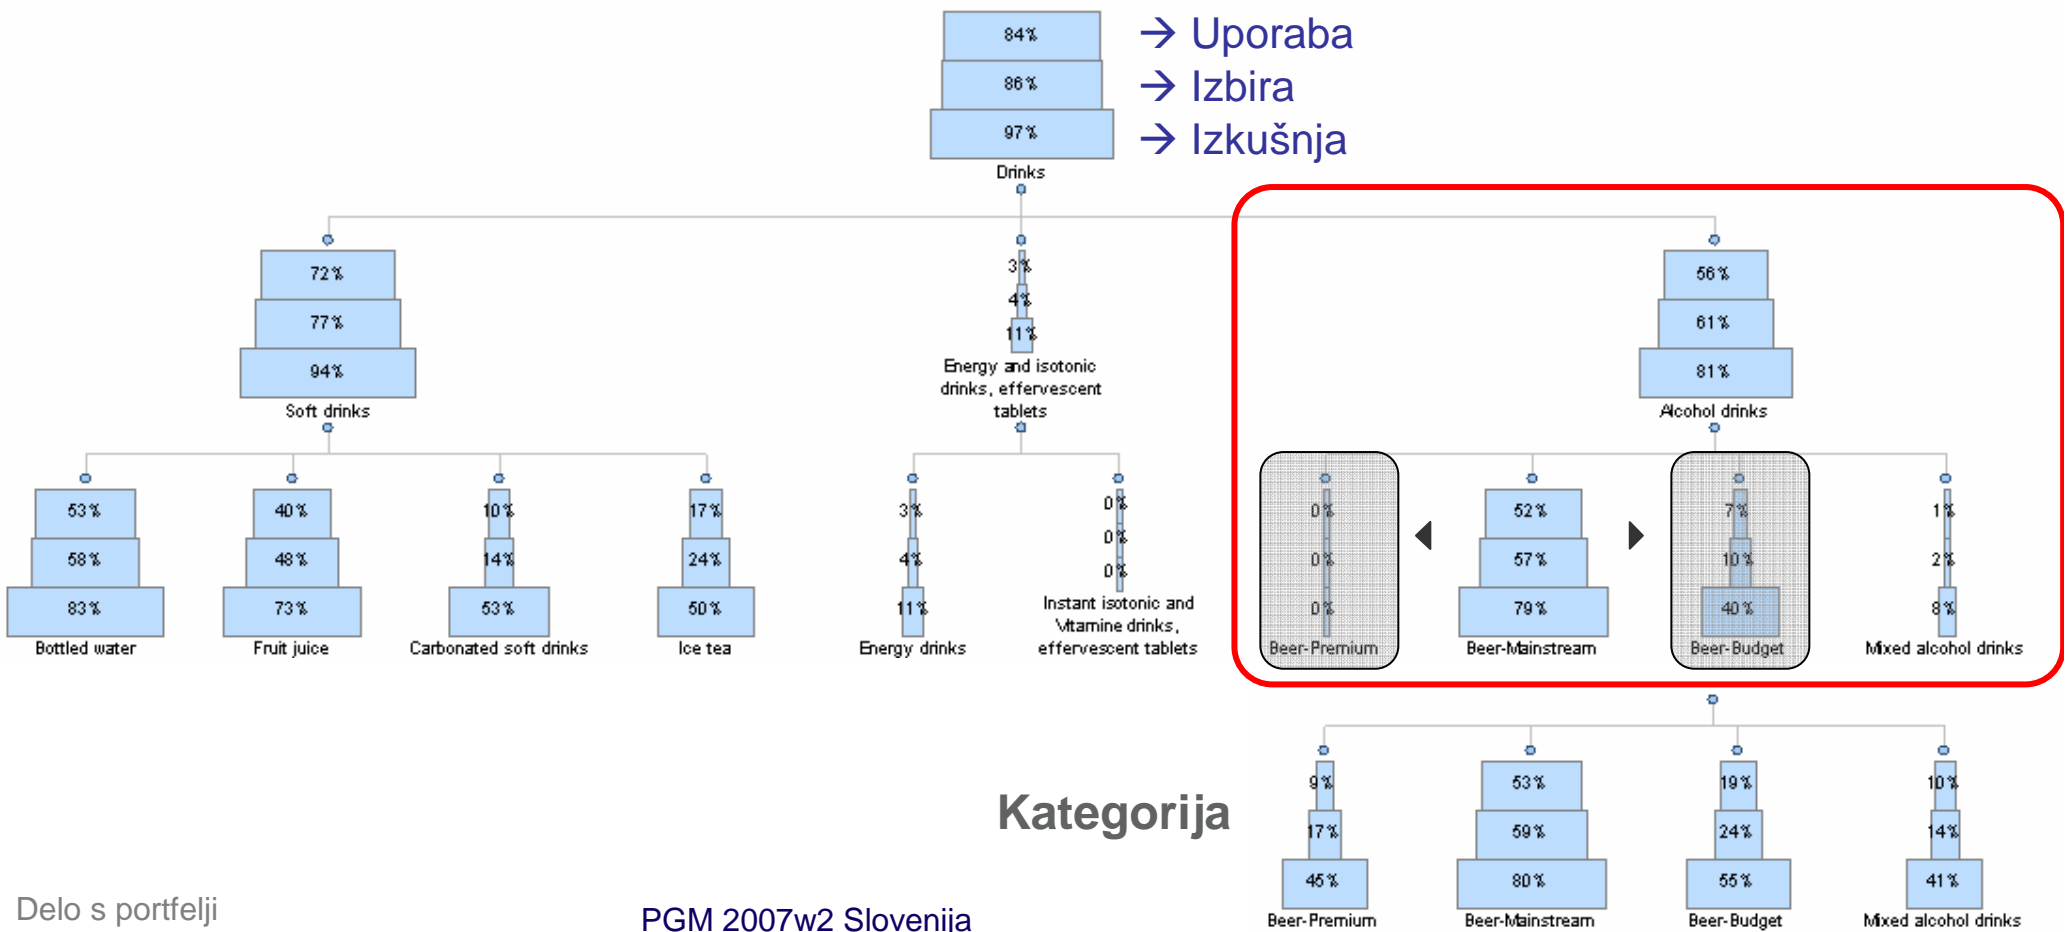 84%
→ Uporaba
86%
→ Izbira
97%
→ Izkušnja
Drinks
72%
77%
94%
Soft drinks
3%
4%
11%
Energy and isotonic
drinks, effervescent
tablets
56%
61%
81%
Alcohol drinks
53%
58%
83%
Bottled water
40%
48%
73%
Fruit juice
10%
14%
53%
Carbonated soft drinks
17%
24%
50%
Ice tea
3%
4%
11%
Energy drinks
0%
0%
0%
Instant isotonic and
Vitamine drinks,
effervescent tablets
0%
0%
0%
Beer-Premium
52%
57%
79%
Beer-Mainstream
7%
10%
40%
Beer-Budget
1%
2%
8%
Mixed alcohol drinks
Kategorija
9%
17%
45%
Beer-Premium
53%
59%
80%
Beer-Mainstream
19%
24%
55%
Beer-Budget
10%
14%
41%
Mixed alcohol drinks
Delo s portfelji
PGM 2007w2 Slovenija